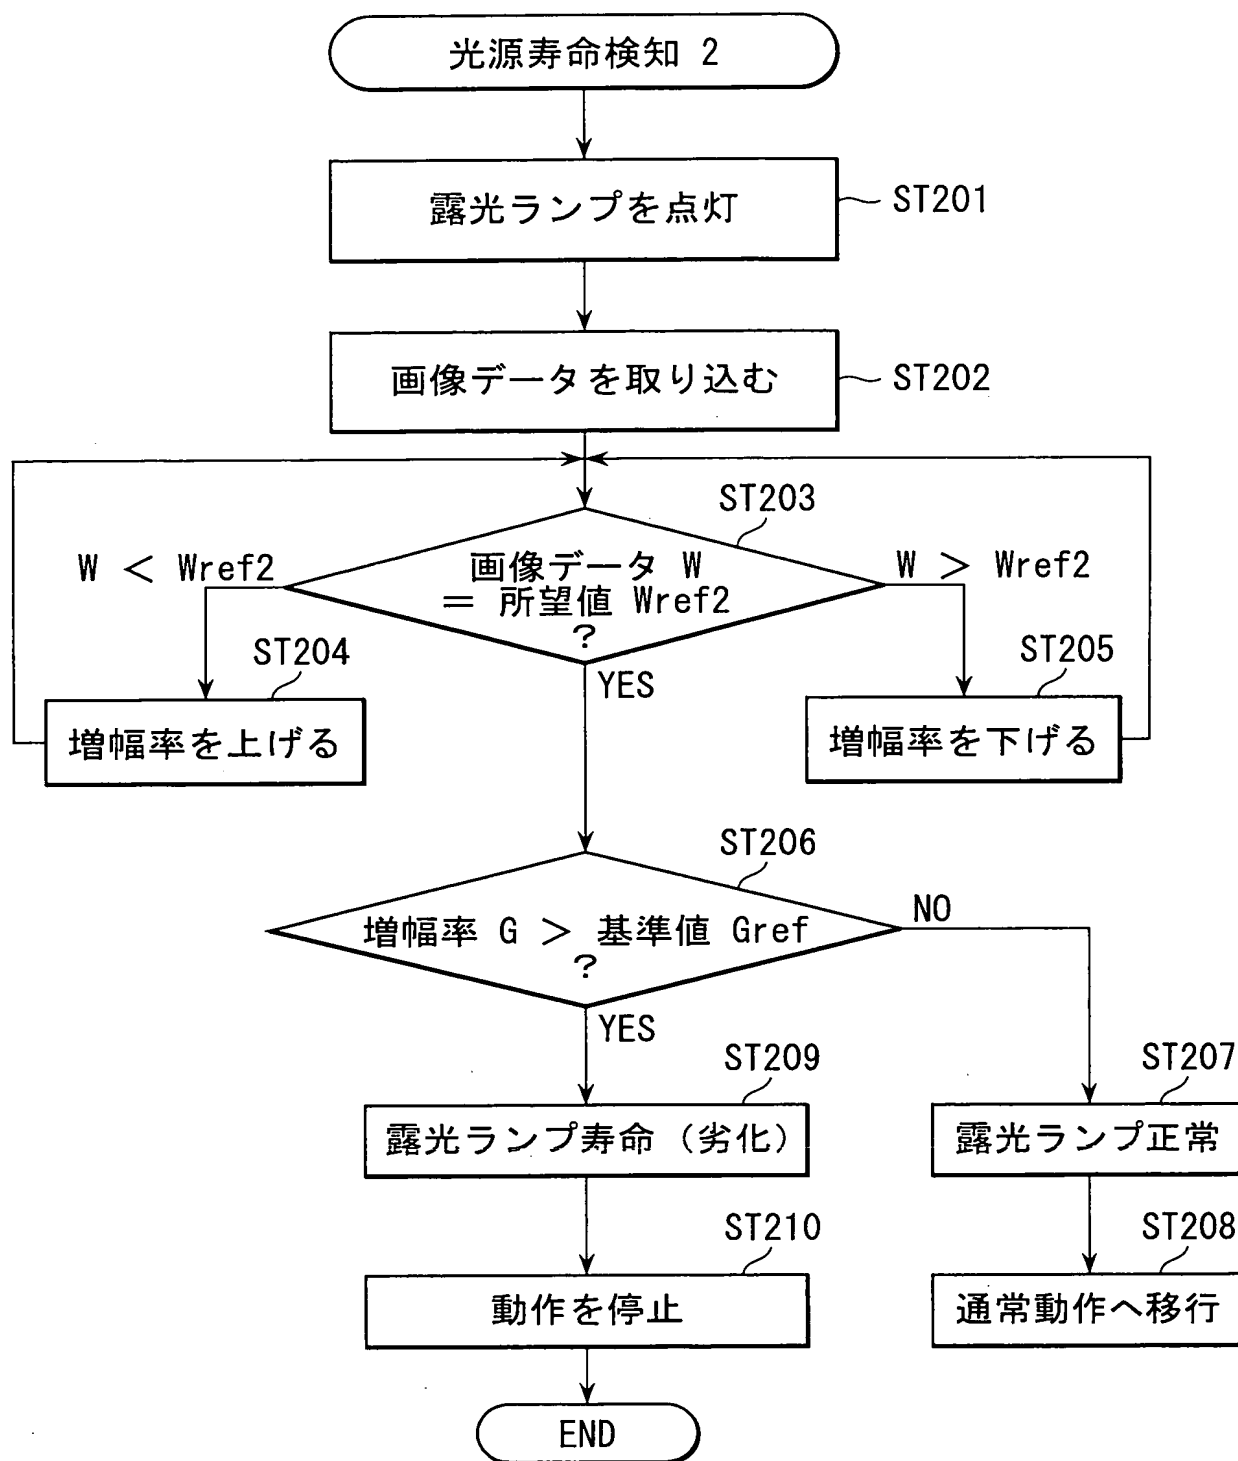 光源寿命検知 2
露光ランプを点灯
ST201
画像データを取り込む
ST202
ST203
W < Wref2
画像データ W
= 所望値 Wref2
?
W > Wref2
ST204
増幅率を上げる
YES
ST205
増幅率を下げる
ST206
増幅率 G > 基準値 Gref
?
NO
YES
ST209
露光ランプ寿命(劣化)
ST207
露光ランプ正常
ST210
動作を停止
ST208
通常動作へ移行
END